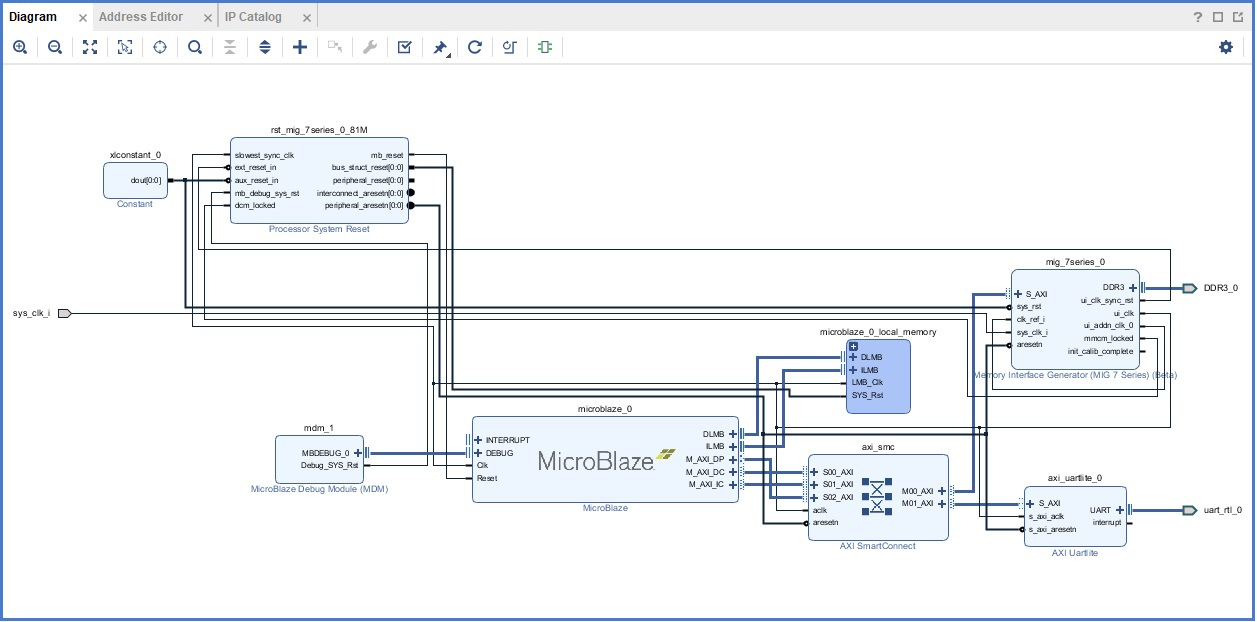 Diagram
Address Editor
IP Catalog
?
rst_mig_7series_0_81M
xlconstant_0
dout[0:0]
Constant
slowest_sync_clk
ext_reset_in
aux_reset_in
mb_debug_sys_rst
dcm_locked
mb_reset
bus_struct_reset[0:0]
peripheral_reset[0:0]
interconnect_aresetn[0:0]
peripheral_aresetn[0:0]
Processor System Reset
sys_clk_i
mig_7series_0
S_AXI
sys_rst
clk_ref_i
sys_clk_i
aresetn
DDR3
ui_clk_sync_rst
ui_clk
ui_addn_clk_0
mmcm_locked
init_calib_complete
Memory Interface Generator (MIG 7 Series) (Beta)
DDR3_0
microblaze_0_local_memory
DLMB
ILMB
LMB_Clk
SYS_Rst
mdm_1
MBDEBUG_0
Debug_SYS_Rst
MicroBlaze Debug Module (MDM)
microblaze_0
INTERRUPT
DEBUG
Clk
Reset
MicroBlaze
DLMB
ILMB
M_AXI_DP
M_AXI_DC
M_AXI_IC
MicroBlaze
axi_smc
S00_AXI
S01_AXI
S02_AXI
aclk
aresetn
M00_AXI
M01_AXI
AXI SmartConnect
axi_uartlite_0
S_AXI
s_axi_aclk
s_axi_aresetn
UART
interrupt
AXI Uartlite
uart_rtl_0